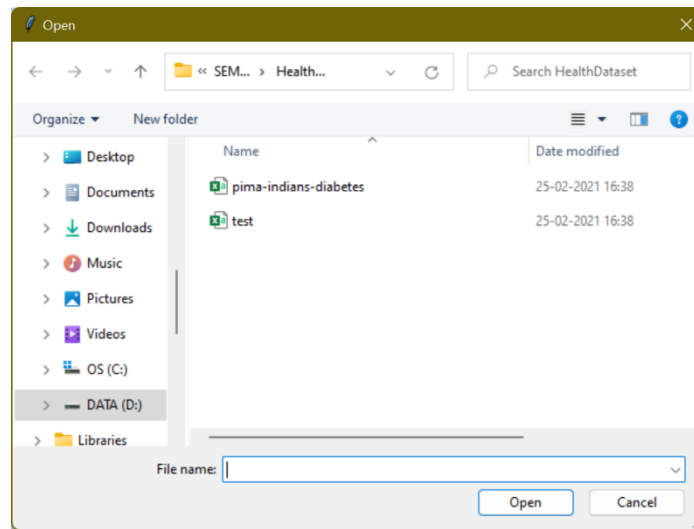 Open
« SEM... > Health...
Search HealthDataset
Organize
New folder
Name
Date modified
Desktop
Documents
Downloads
Music
Pictures
Videos
OS (C:)
DATA (D:)
Libraries
pima-indians-diabetes 25-02-2021 16:38
test 25-02-2021 16:38
File name:
Open
Cancel